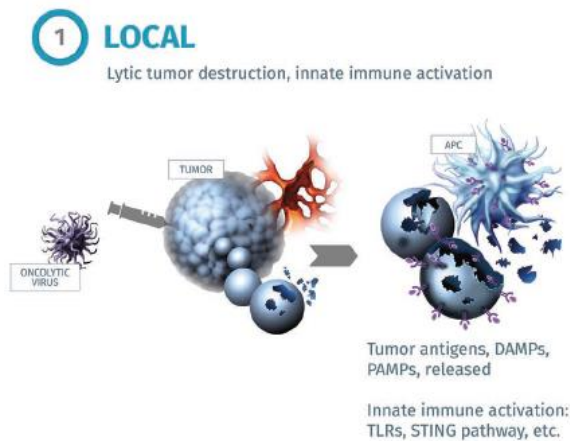 1 LOCAL
Lytic tumor destruction, innate immune activation
TUMOR
APC
ONCOLYTIC
VIRUS
Tumor antigens, DAMPs,
PAMPs, released
Innate immune activation:
TLRs, STING pathway, etc.